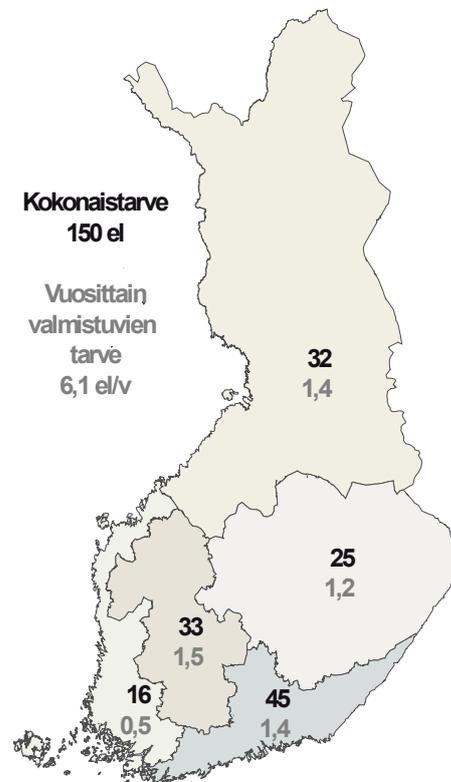 Kokonaistarve
150 el
Vuosittain
valmistuvien
tarve
6,1 el/v
32
1,4
25
1,2
33
1,5
16
0,5
45
1,4